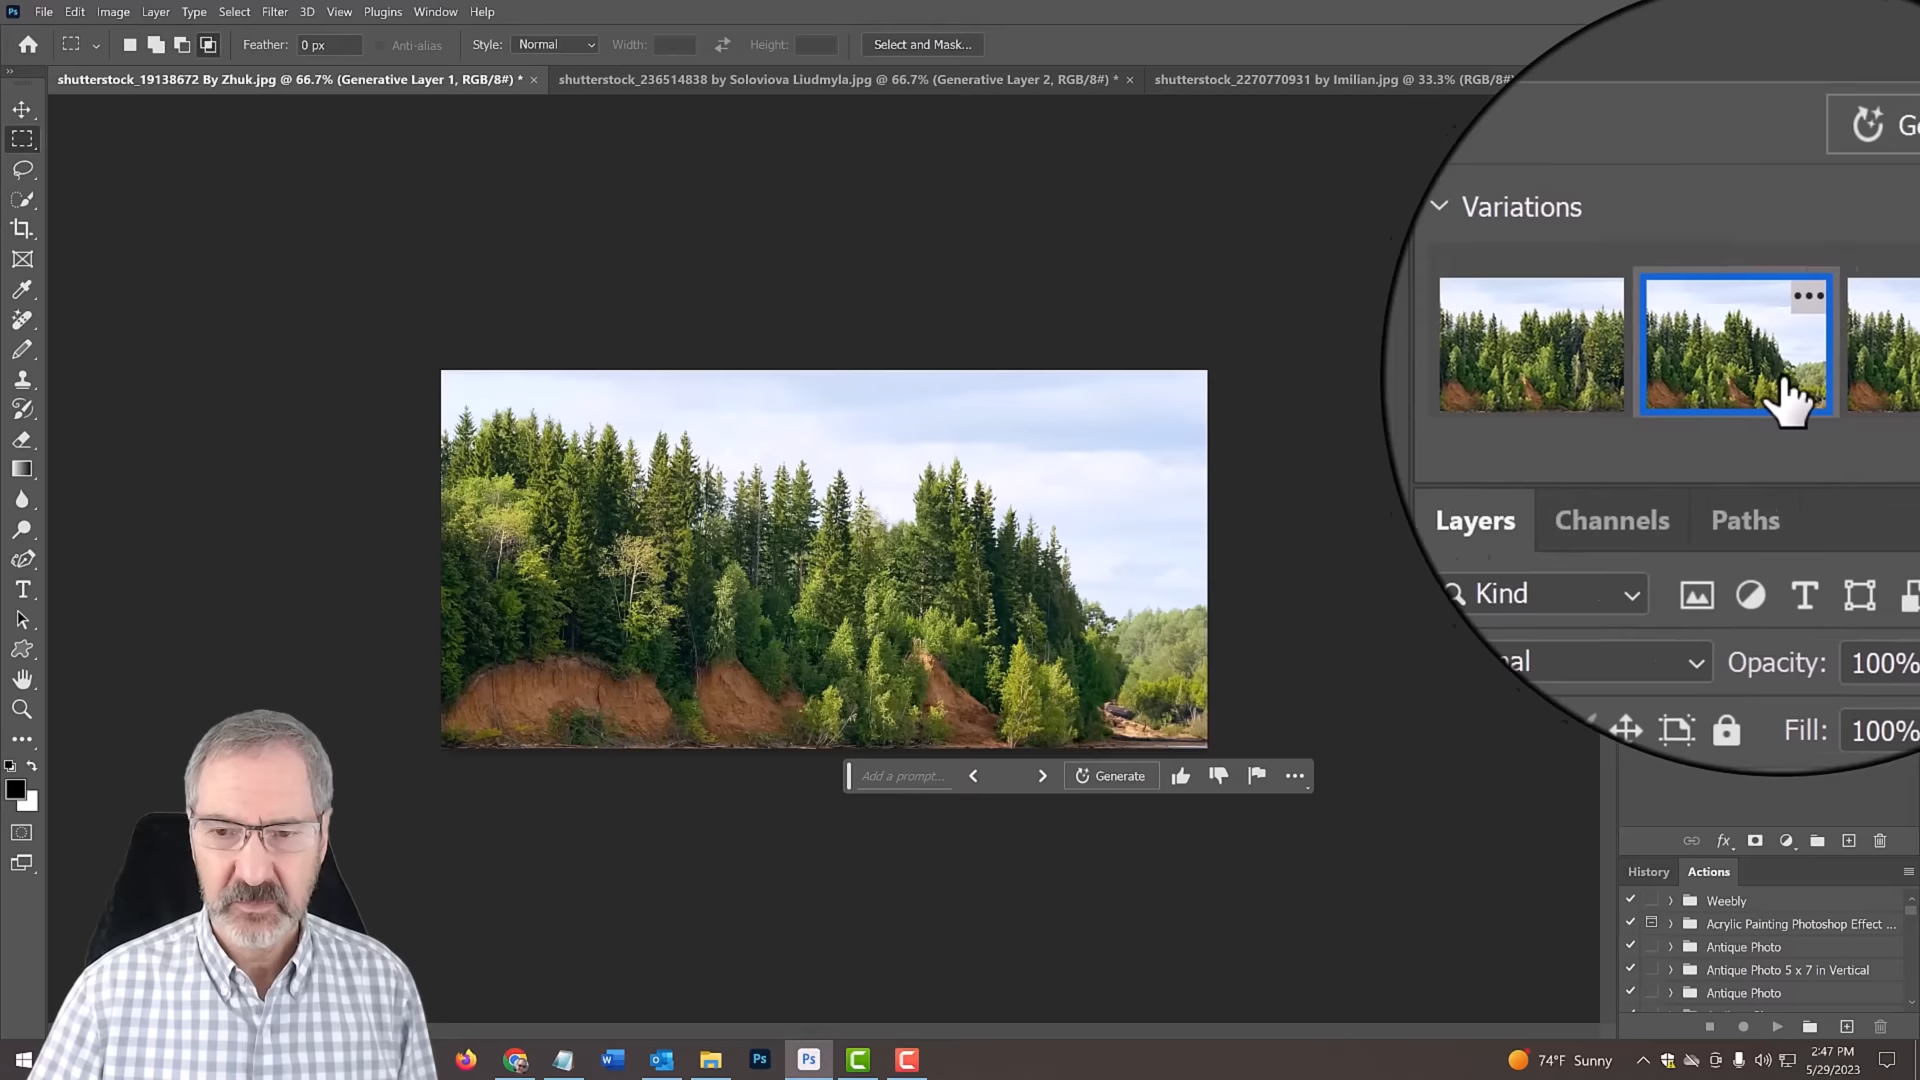 Ps File Edit Image Layer Type Select Filter 3D View Plugins Window Help
Feather: 0 px Anti-alias Style: Normal Width: Height: Select and Mask...
shutterstock_19138672 By Zhuk.jpg @ 66.7% (Generative Layer 1, RGB/8#) * × shutterstock_236514838 by Soloviova Liudmyla.jpg @ 66.7% (Generative Layer 2, RGB/8#) * × shutterstock_2270770931 by Imilian.jpg @ 33.3% (RGB/8#)
Variations
Layers Channels Paths
Kind
Opacity: 100%
Fill: 100%
Add a prompt... Generate
fx
History Actions
Weebly
Acrylic Painting Photoshop Effect ...
Antique Photo
Antique Photo 5 x 7 in Vertical
Antique Photo
Ps Ps 74°F Sunny 2:47 PM
5/29/2023